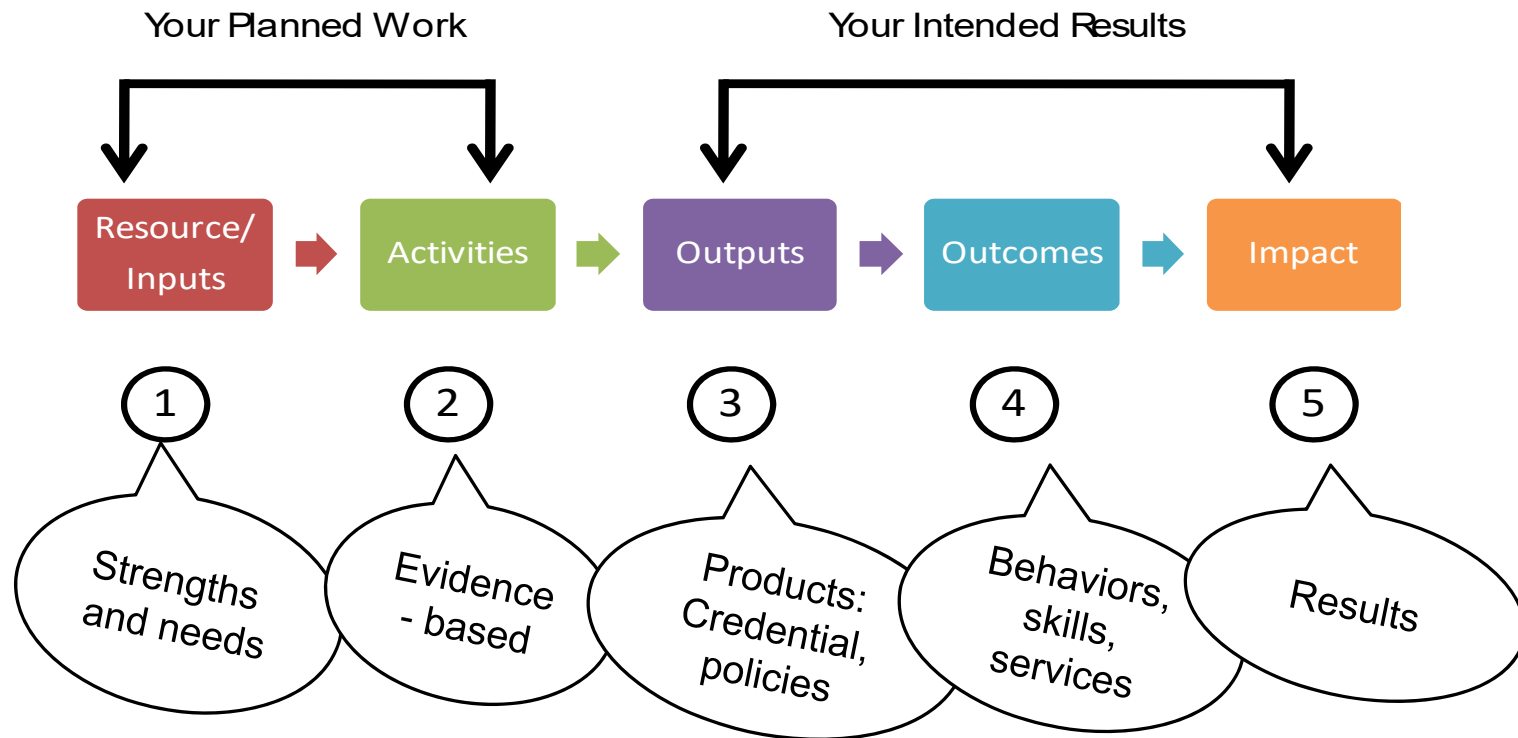 Your Planned Work
Your Intended Results
Resource/
Inputs
Activities
Outputs
Outcomes
Impact
1
2
3
4
5
Strengths
and needs
Evidence
- based
Products:
Credential,
policies
Behaviors,
skills,
services
Results